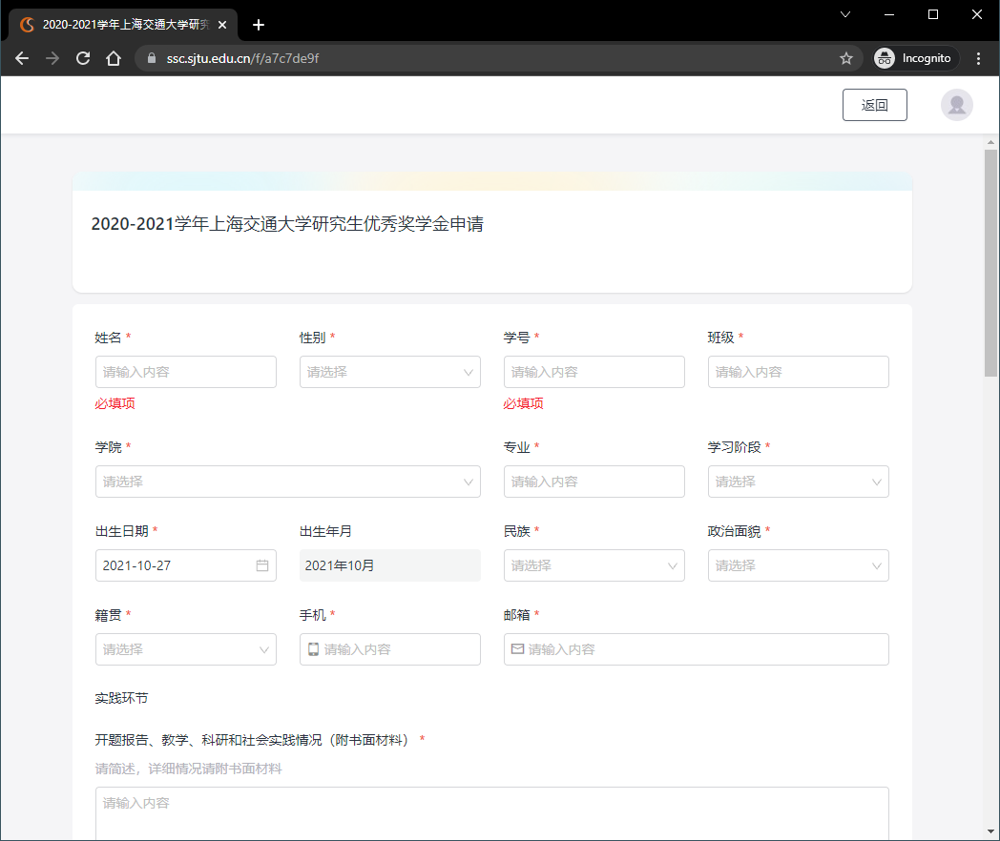 2020-2021学年上海交通大学研究
ssc.sjtu.edu.cn/f/a7c7de9f
Incognito
返回
2020-2021学年上海交通大学研究生优秀奖学金申请
姓名 * 性别 * 学号 * 班级 *
请输入内容 请选择 请输入内容 请输入内容
必填项 必填项
学院 * 专业 * 学习阶段 *
请选择 请输入内容 请选择
出生日期 * 出生年月 民族 * 政治面貌 *
2021-10-27 2021年10月 请选择 请选择
籍贯 * 手机 * 邮箱 *
请选择 请输入内容 请输入内容
实践环节
开题报告、教学、科研和社会实践情况（附书面材料） *
请简述，详细情况请附书面材料
请输入内容